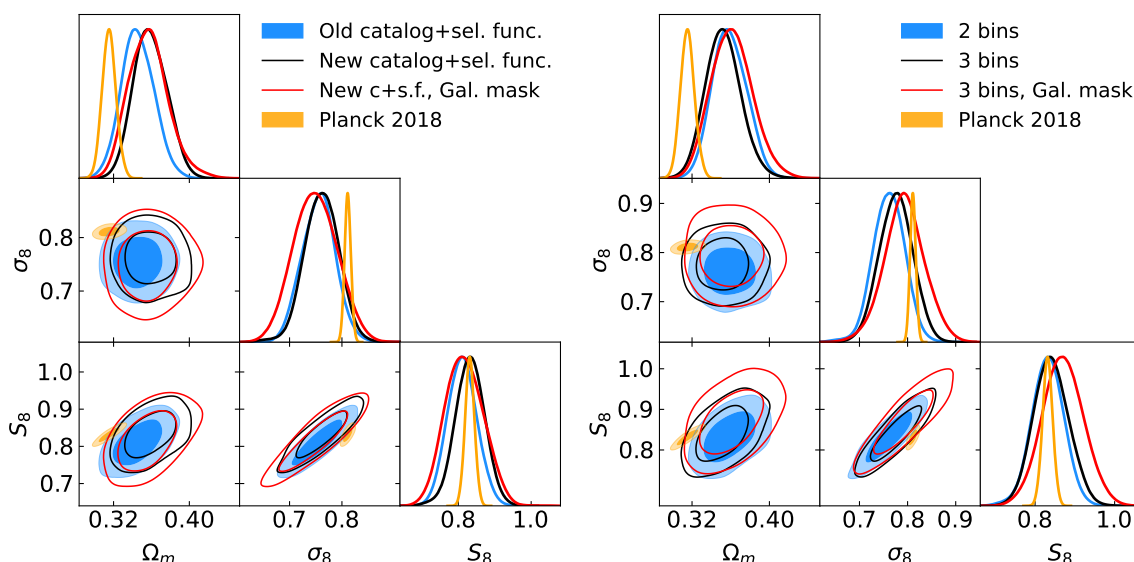 Old catalog+sel. func.
New catalog+sel. func.
New c+s.f., Gal. mask
Planck 2018
σ8
0.8
0.7
S8
1.0
0.9
0.8
0.7
0.32 0.40
0.7 0.8
0.8 1.0
Ωm
σ8
S8
2 bins
3 bins
3 bins, Gal. mask
Planck 2018
σ8
0.9
0.8
0.7
S8
1.0
0.9
0.8
0.32 0.40
0.7 0.8 0.9
0.8 1.0
Ωm
σ8
S8